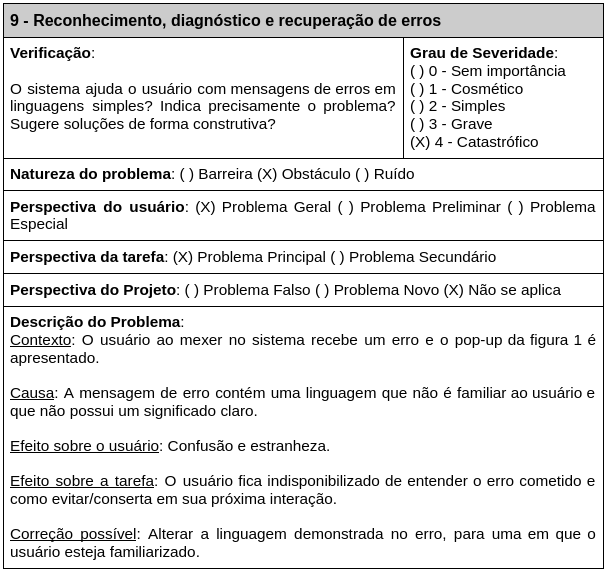 9 - Reconhecimento, diagnóstico e recuperação de erros
Verificação:
O sistema ajuda o usuário com mensagens de erros em
linguagens simples? Indica precisamente o problema?
Sugere soluções de forma construtiva?
Grau de Severidade:
( ) 0 - Sem importância
( ) 1 - Cosmético
( ) 2 - Simples
( ) 3 - Grave
(X) 4 - Catastrófico
Natureza do problema: ( ) Barreira (X) Obstáculo ( ) Ruído
Perspectiva do usuário: (X) Problema Geral ( ) Problema Preliminar ( ) Problema
Especial
Perspectiva da tarefa: (X) Problema Principal ( ) Problema Secundário
Perspectiva do Projeto: ( ) Problema Falso ( ) Problema Novo (X) Não se aplica
Descrição do Problema:
Contexto: O usuário ao mexer no sistema recebe um erro e o pop-up da figura 1 é
apresentado.
Causa: A mensagem de erro contém uma linguagem que não é familiar ao usuário e
que não possui um significado claro.
Efeito sobre o usuário: Confusão e estranheza.
Efeito sobre a tarefa: O usuário fica indisponibilizado de entender o erro cometido e
como evitar/conserta em sua próxima interação.
Correção possível: Alterar a linguagem demonstrada no erro, para uma em que o
usuário esteja familiarizado.